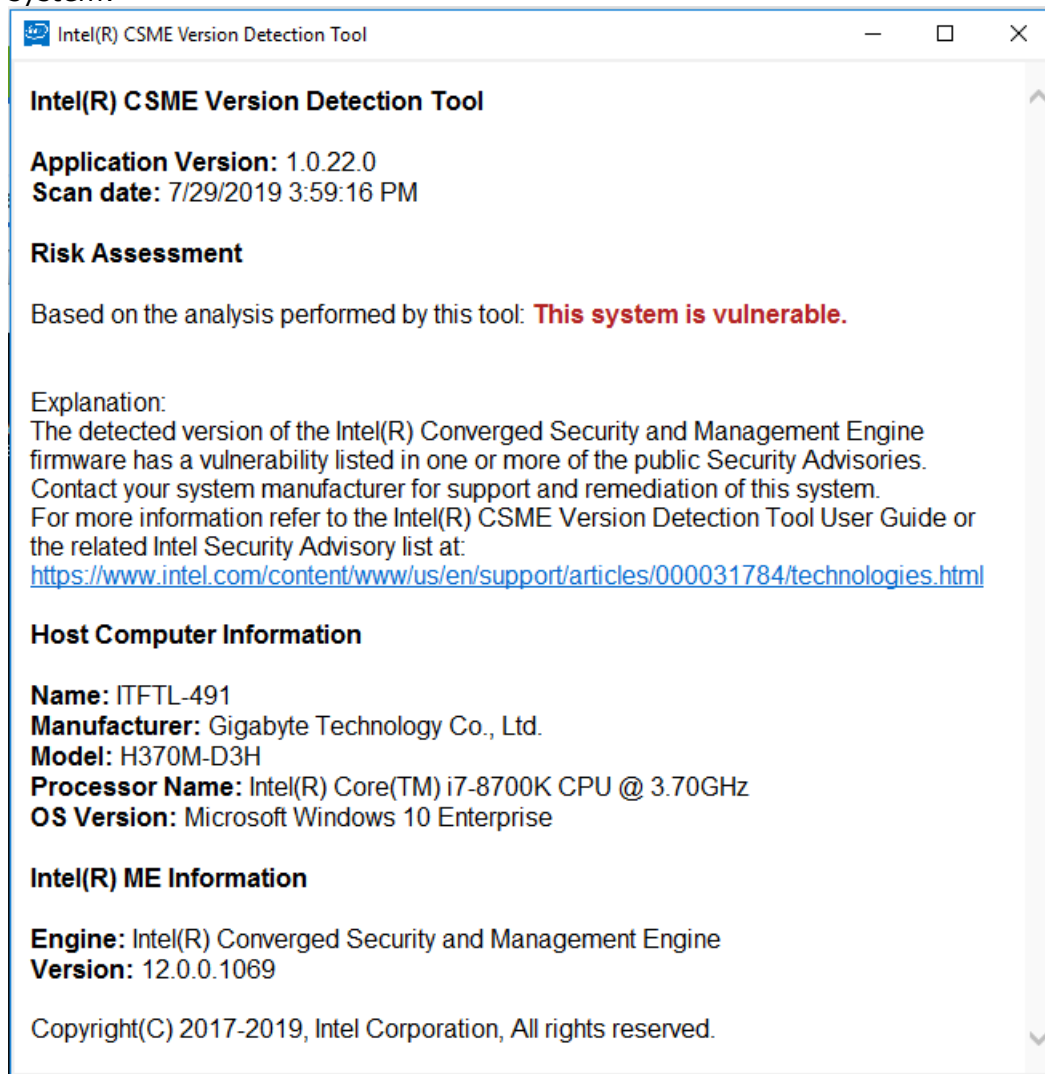 system.
Intel(R) CSME Version Detection Tool
Intel(R) CSME Version Detection Tool
Application Version: 1.0.22.0
Scan date: 7/29/2019 3:59:16 PM
Risk Assessment
Based on the analysis performed by this tool: This system is vulnerable.
Explanation:
The detected version of the Intel(R) Converged Security and Management Engine
firmware has a vulnerability listed in one or more of the public Security Advisories.
Contact your system manufacturer for support and remediation of this system.
For more information refer to the Intel(R) CSME Version Detection Tool User Guide or
the related Intel Security Advisory list at:
https://www.intel.com/content/www/us/en/support/articles/000031784/technologies.html
Host Computer Information
Name: ITFTL-491
Manufacturer: Gigabyte Technology Co., Ltd.
Model: H370M-D3H
Processor Name: Intel(R) Core(TM) i7-8700K CPU @ 3.70GHz
OS Version: Microsoft Windows 10 Enterprise
Intel(R) ME Information
Engine: Intel(R) Converged Security and Management Engine
Version: 12.0.0.1069
Copyright(C) 2017-2019, Intel Corporation, All rights reserved.